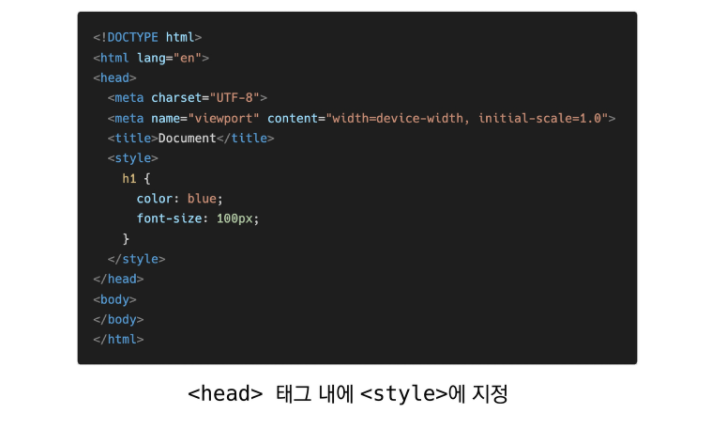 <!DOCTYPE html>
<html lang="en">
<head>
  <meta charset="UTF-8">
  <meta name="viewport" content="width=device-width, initial-scale=1.0">
  <title>Document</title>
  <style>
    h1 {
      color: blue;
      font-size: 100px;
    }
  </style>
</head>
<body>
</body>
</html>
<head> 태그 내에 <style>에 지정